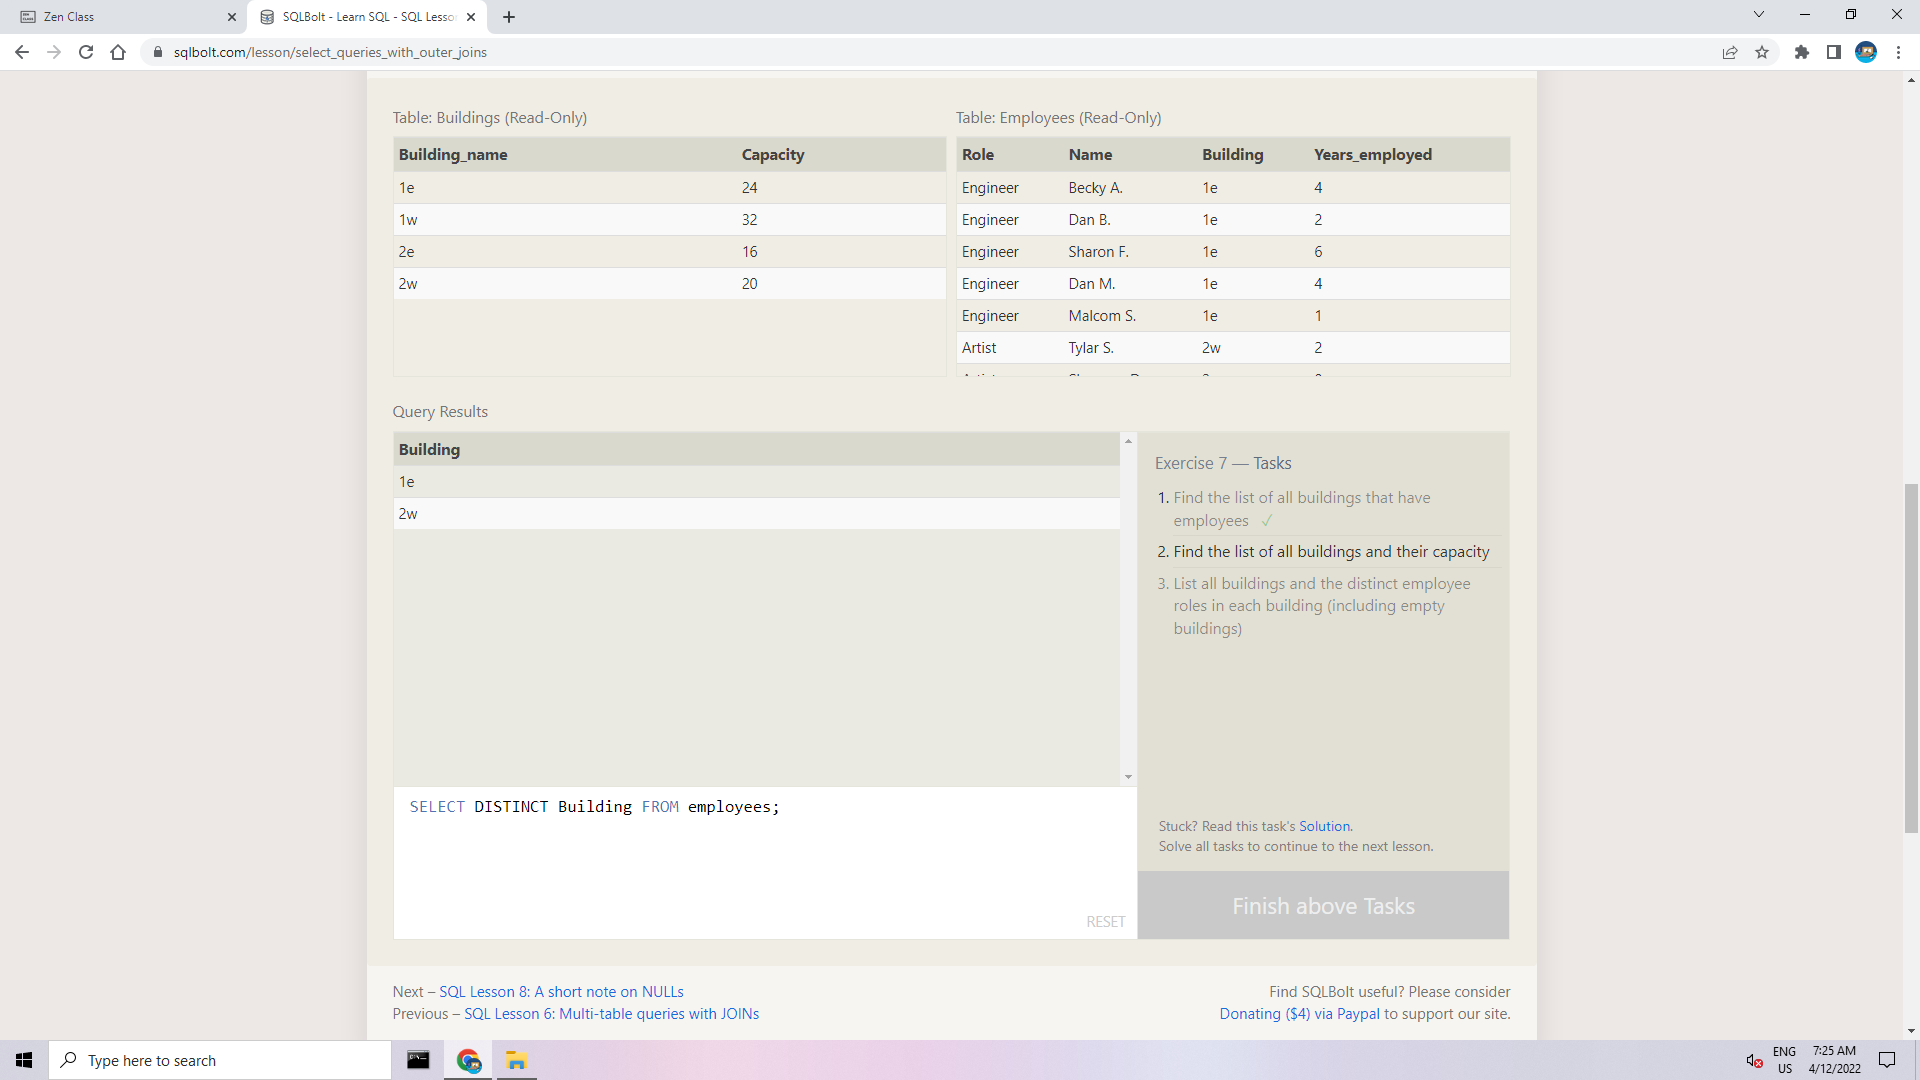 Zen Class
SQLBolt - Learn SQL - SQL Lesso
sqlbolt.com/lesson/select_queries_with_outer_joins
Table: Buildings (Read-Only)
Building_name Capacity
1e 24
1w 32
2e 16
2w 20
Table: Employees (Read-Only)
Role Name Building Years_employed
Engineer Becky A. 1e 4
Engineer Dan B. 1e 2
Engineer Sharon F. 1e 6
Engineer Dan M. 1e 4
Engineer Malcom S. 1e 1
Artist Tylar S. 2w 2
Query Results
Building
1e
2w
SELECT DISTINCT Building FROM employees;
RESET
Exercise 7 — Tasks
1. Find the list of all buildings that have
employees ✓
2. Find the list of all buildings and their capacity
3. List all buildings and the distinct employee
roles in each building (including empty
buildings)
Stuck? Read this task's Solution.
Solve all tasks to continue to the next lesson.
Finish above Tasks
Next – SQL Lesson 8: A short note on NULLs
Previous – SQL Lesson 6: Multi-table queries with JOINs
Find SQLBolt useful? Please consider
Donating ($4) via Paypal to support our site.
Type here to search
ENG
US
7:25 AM
4/12/2022